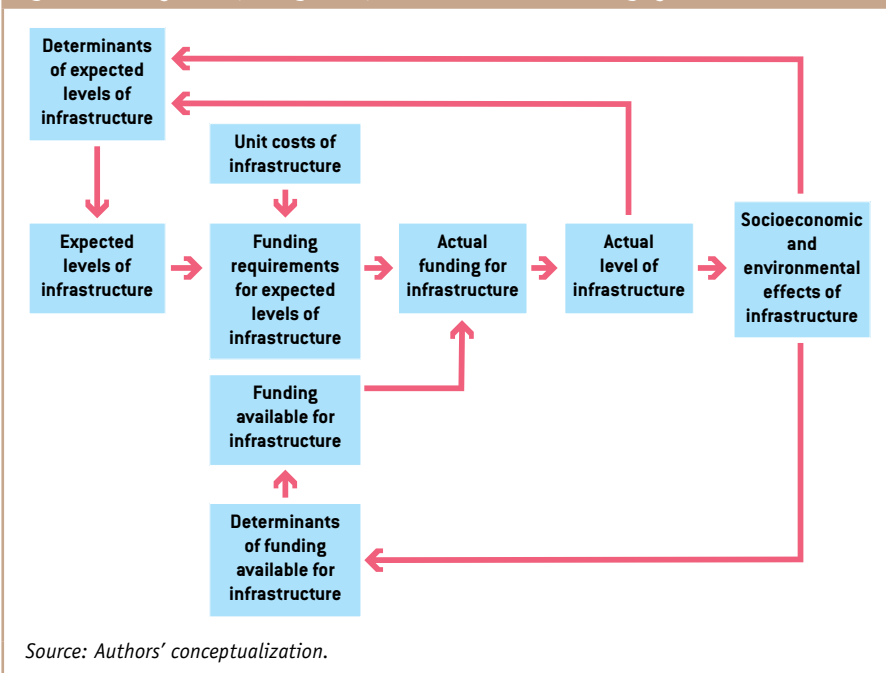 Determinants
of expected
levels of
infrastructure
Unit costs of
infrastructure
Expected
levels of
infrastructure
Funding
requirements
for expected
levels of
infrastructure
Actual
funding for
infrastructure
Actual
level of
infrastructure
Socioeconomic
and
environmental
effects of
infrastructure
Funding
available for
infrastructure
Determinants
of funding
available for
infrastructure
Source: Authors’ conceptualization.